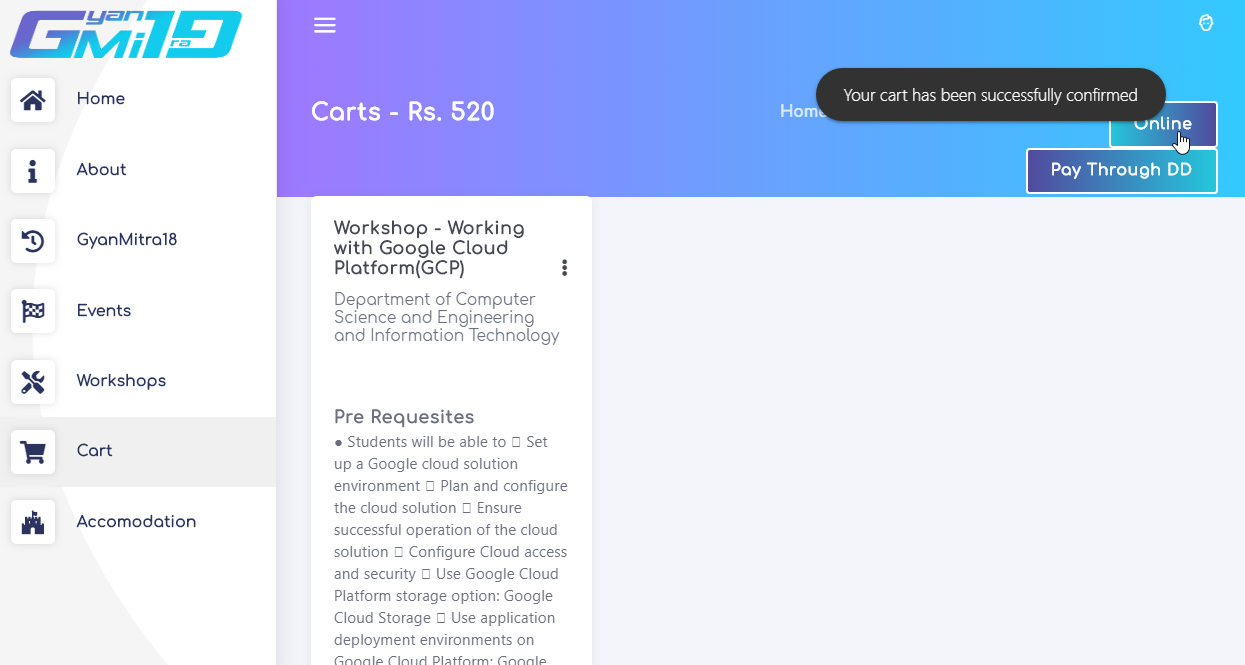 Gyan
GMi19
ra
Home
About
GyanMitra18
Events
Workshops
Cart
Accomodation
Carts - Rs. 520
Home
Your cart has been successfully confirmed
Online
Pay Through DD
Workshop - Working
with Google Cloud
Platform(GCP)
Department of Computer
Science and Engineering
and Information Technology
Pre Requesites
● Students will be able to  Set
up a Google cloud solution
environment  Plan and configure
the cloud solution  Ensure
successful operation of the cloud
solution  Configure Cloud access
and security  Use Google Cloud
Platform storage option: Google
Cloud Storage  Use application
deployment environments on
Google Cloud Platform: Google